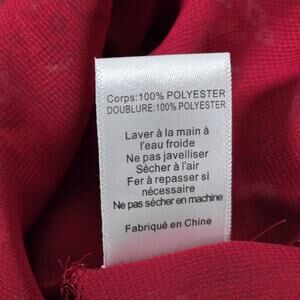 Corps:100% POLYESTER
DOUBLURE:100% POLYESTER
Laver à la main à
l'eau froide
Ne pas javelliser
Sècher à l'air
Fer à repasser si
nécessaire
Ne pas sécher en machine
Fabriqué en Chine